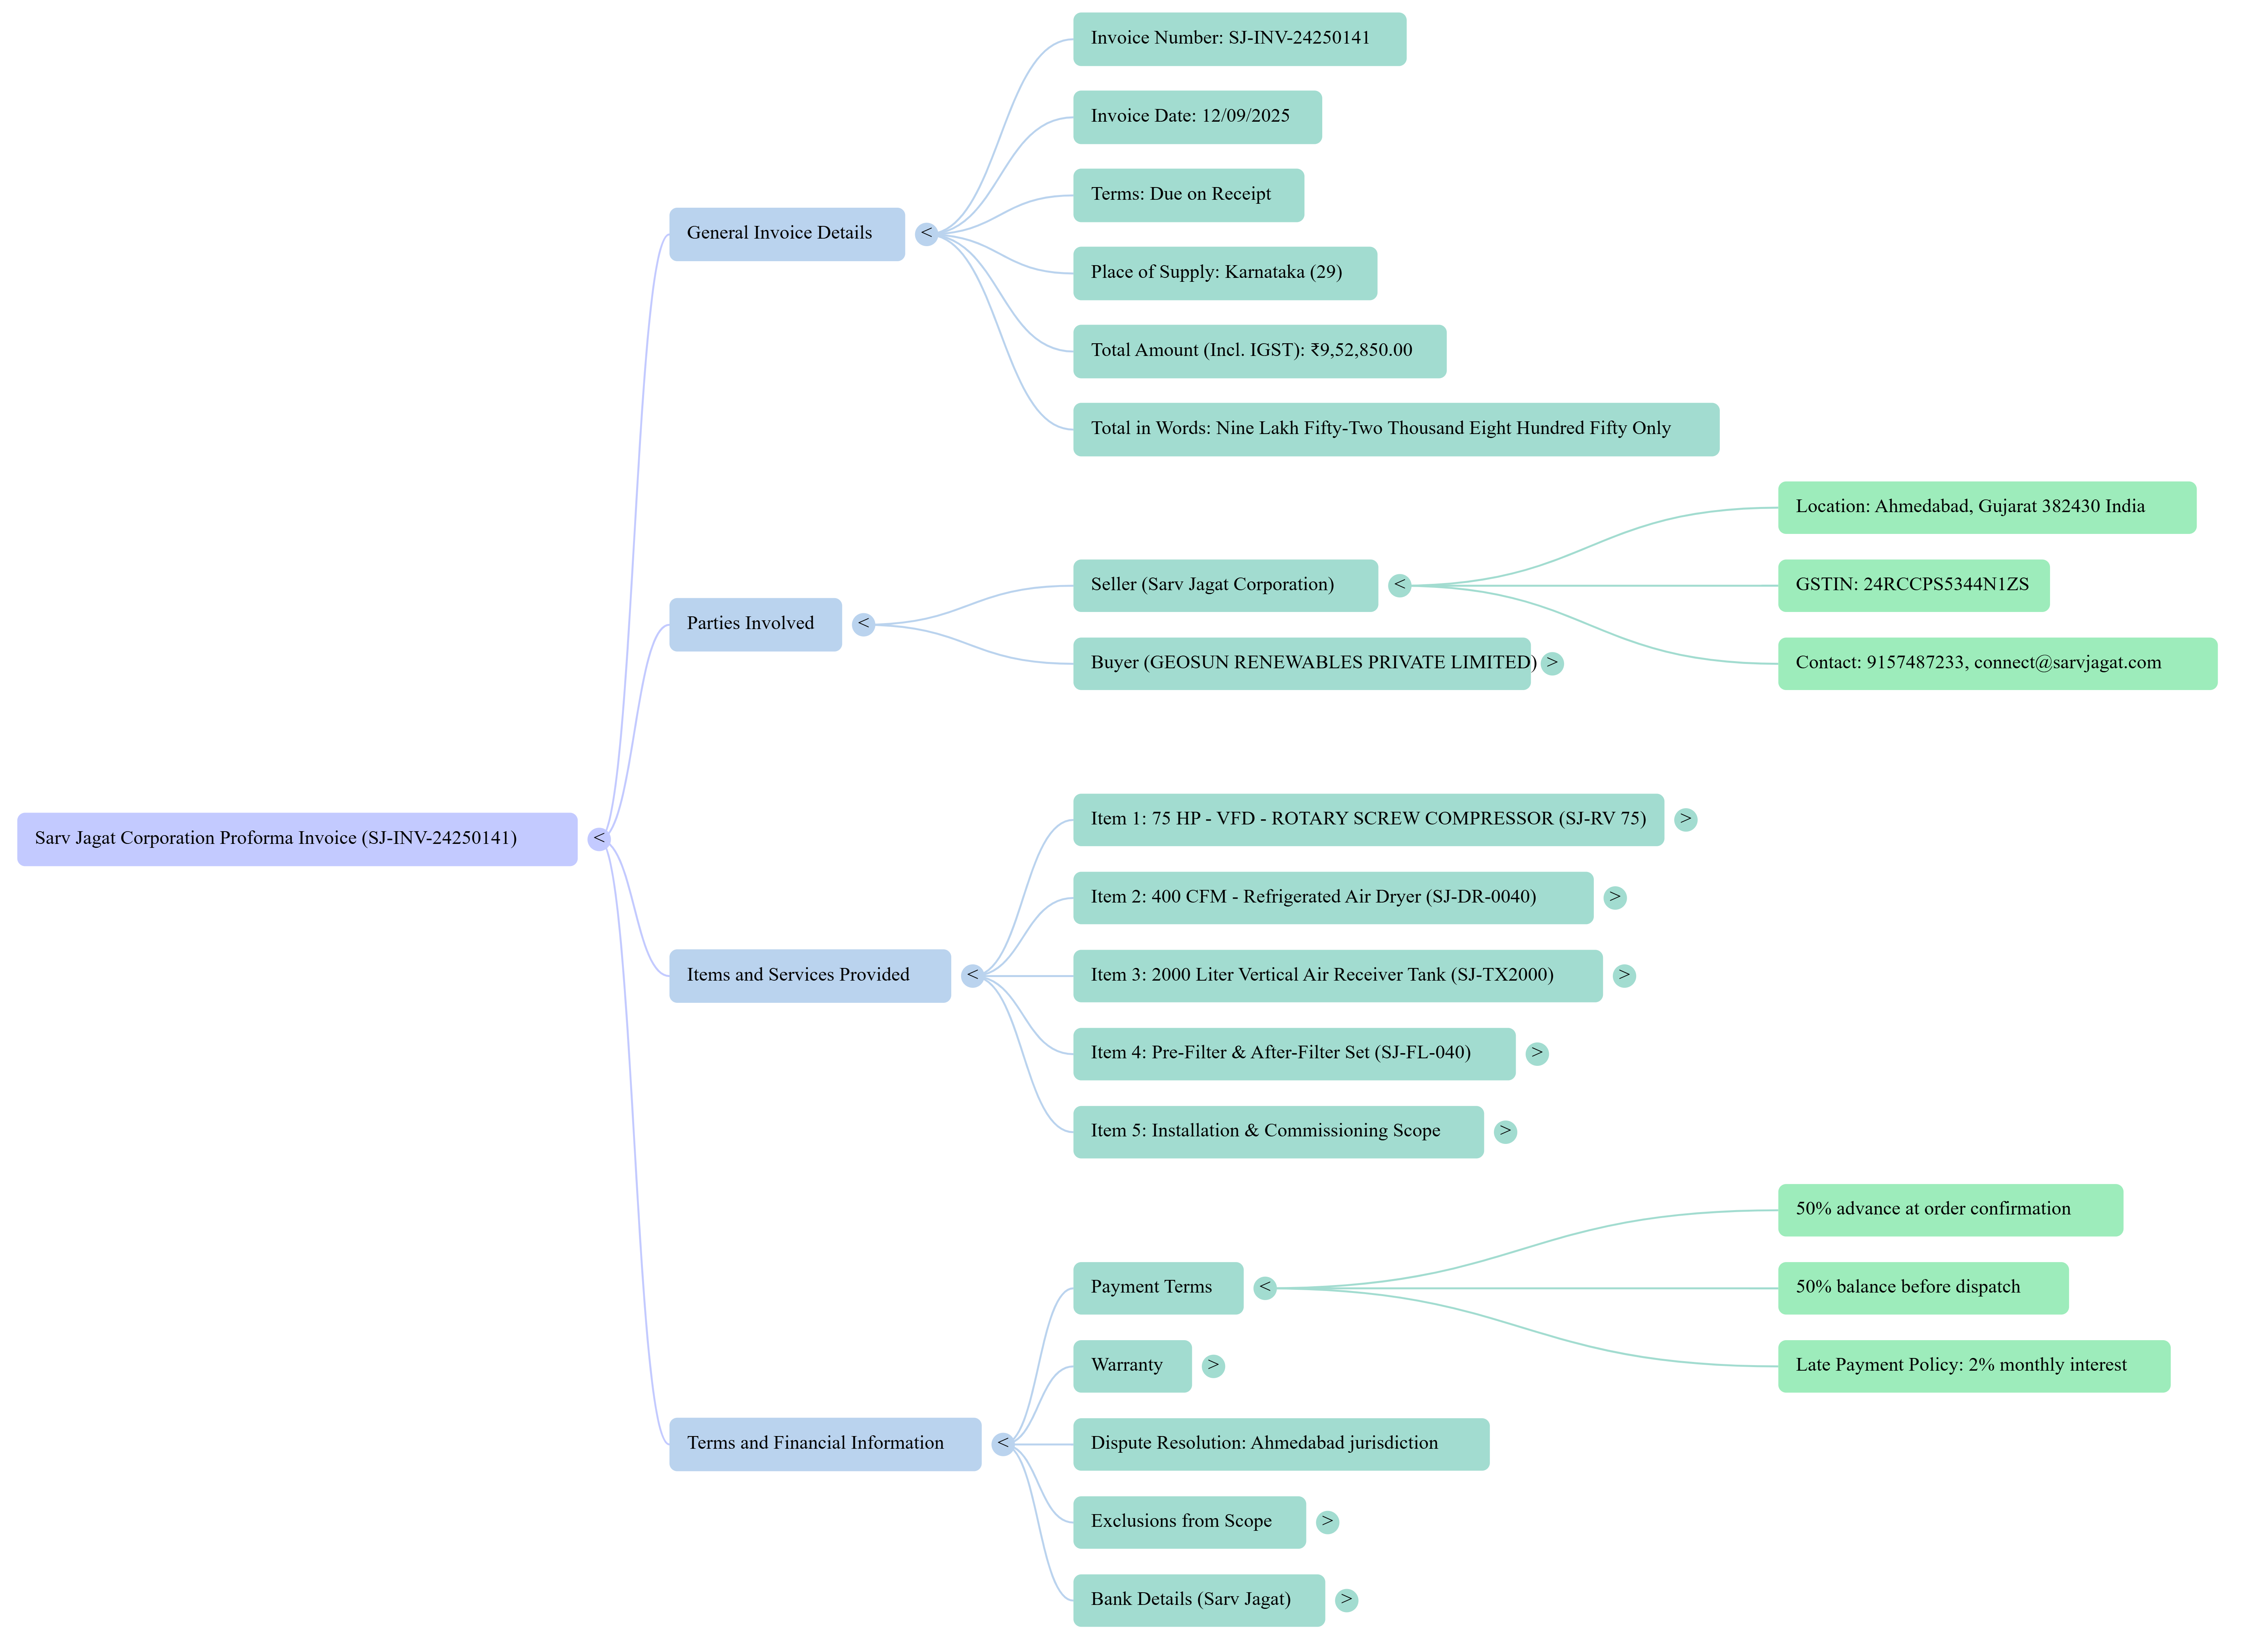 Sarv Jagat Corporation Proforma Invoice (SJ-INV-24250141)
<
General Invoice Details
<
Invoice Number: SJ-INV-24250141
Invoice Date: 12/09/2025
Terms: Due on Receipt
Place of Supply: Karnataka (29)
Total Amount (Incl. IGST): ₹9,52,850.00
Total in Words: Nine Lakh Fifty-Two Thousand Eight Hundred Fifty Only
Parties Involved
<
Seller (Sarv Jagat Corporation)
<
Location: Ahmedabad, Gujarat 382430 India
GSTIN: 24RCCPS5344N1ZS
Contact: 9157487233, connect@sarvjagat.com
Buyer (GEOSUN RENEWABLES PRIVATE LIMITED)
>
Items and Services Provided
<
Item 1: 75 HP - VFD - ROTARY SCREW COMPRESSOR (SJ-RV 75)
>
Item 2: 400 CFM - Refrigerated Air Dryer (SJ-DR-0040)
>
Item 3: 2000 Liter Vertical Air Receiver Tank (SJ-TX2000)
>
Item 4: Pre-Filter & After-Filter Set (SJ-FL-040)
>
Item 5: Installation & Commissioning Scope
>
Terms and Financial Information
<
Payment Terms
<
50% advance at order confirmation
50% balance before dispatch
Late Payment Policy: 2% monthly interest
Warranty
>
Dispute Resolution: Ahmedabad jurisdiction
Exclusions from Scope
>
Bank Details (Sarv Jagat)
>